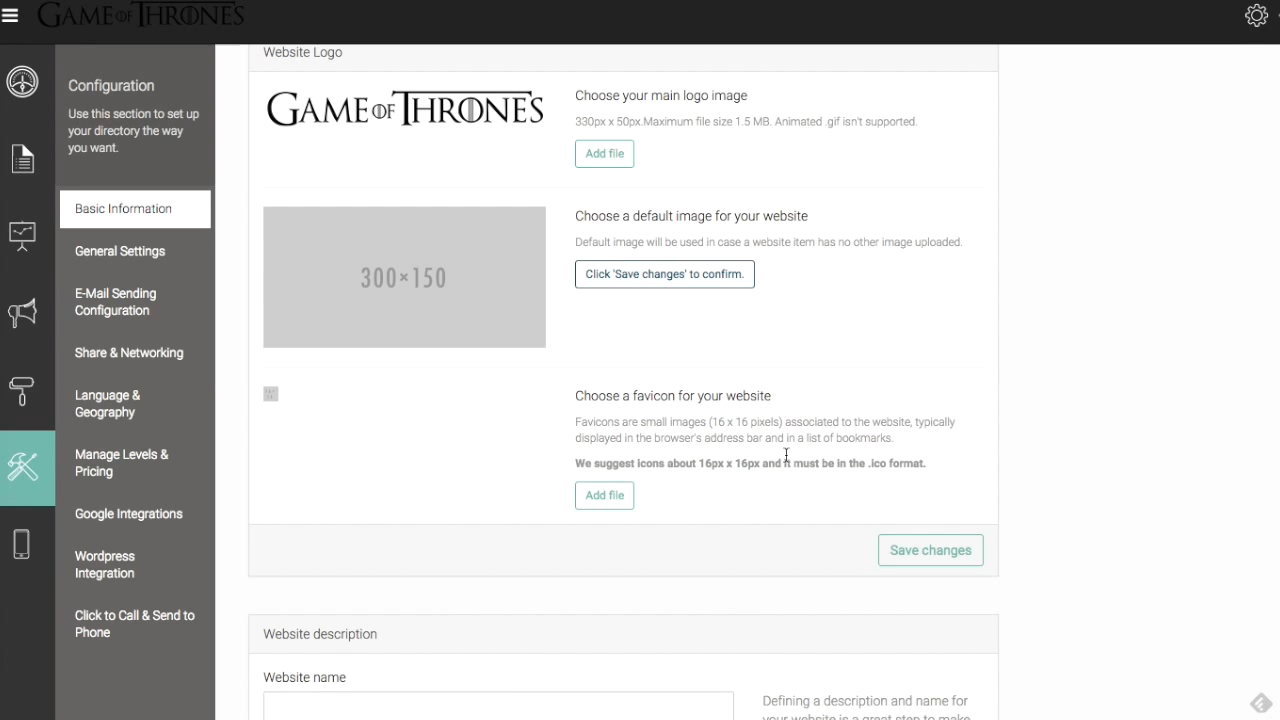 GAME OF THRONES
Configuration
Use this section to set up
your directory the way
you want.
Basic Information
General Settings
E-Mail Sending
Configuration
Share & Networking
Language &
Geography
Manage Levels &
Pricing
Google Integrations
Wordpress
Integration
Click to Call & Send to
Phone
Website Logo
GAME OF THRONES
Choose your main logo image
330px x 50px.Maximum file size 1.5 MB. Animated .gif isn't supported.
Add file
300×150
Choose a default image for your website
Default image will be used in case a website item has no other image uploaded.
Click 'Save changes' to confirm.
Choose a favicon for your website
Favicons are small images (16 x 16 pixels) associated to the website, typically
displayed in the browser's address bar and in a list of bookmarks.
We suggest icons about 16px x 16px and it must be in the .ico format.
Add file
Save changes
Website description
Website name
Defining a description and name for
your website is a great step to make